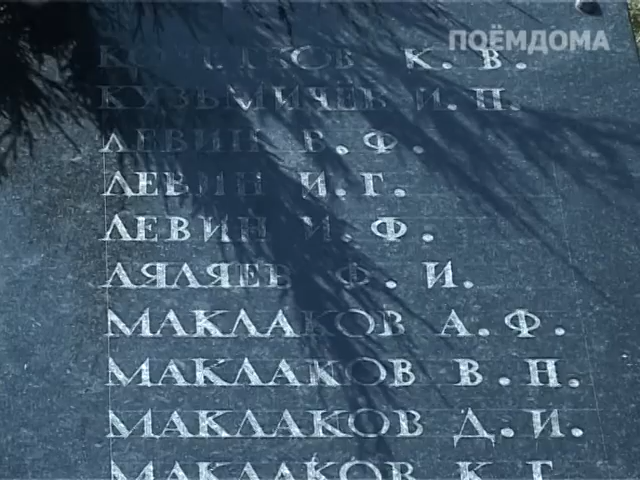 ПОЁМДОМА
К. В.
КУЗЬМИЧЕВ И. П.
ЛЕВИН В. Ф.
ЛЕВИН И. Г.
ЛЕВИН И. Ф.
ЛЯЛЯЕВ Ф. И.
МАКЛАКОВ А. Ф.
МАКЛАКОВ В. П.
МАКЛАКОВ Д. И.
МАКЛАКОВ К. Г.